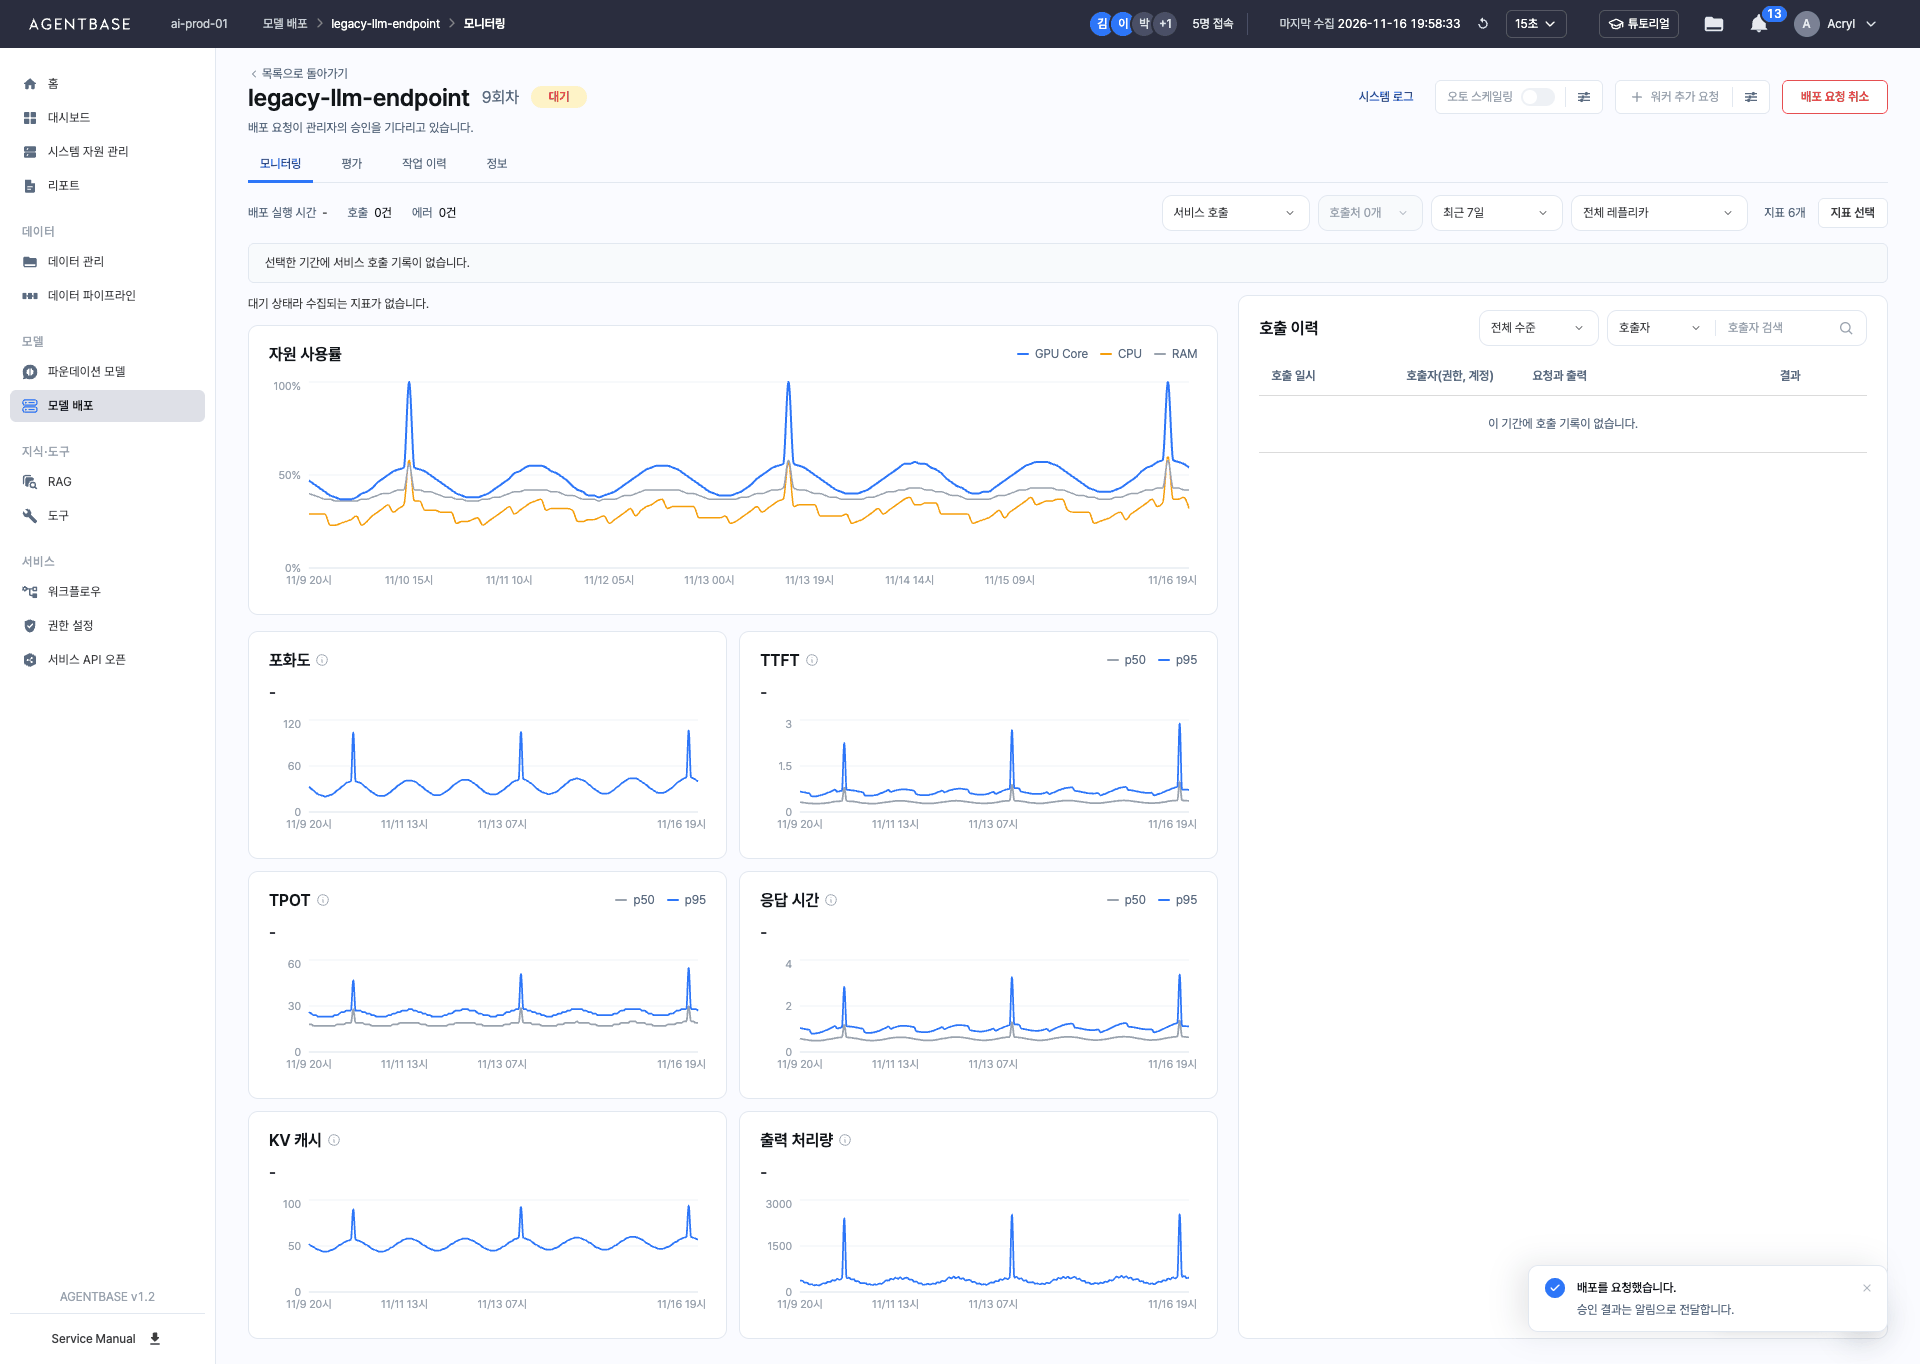 AGENTBASE
ai-prod-01
모델 배포 > legacy-llm-endpoint > 모니터링
김 이 박 +1 5명 접속
마지막 수집 2026-11-16 19:58:33
15초
튜토리얼
13
A Acryl
홈
대시보드
시스템 자원 관리
리포트
데이터
데이터 관리
데이터 파이프라인
모델
파운데이션 모델
모델 배포
지식·도구
RAG
도구
서비스
워크플로우
권한 설정
서비스 API 오픈
AGENTBASE v1.2
Service Manual
목록으로 돌아가기
legacy-llm-endpoint 9회차 대기
배포 요청이 관리자의 승인을 기다리고 있습니다.
시스템 로그
오토 스케일링
워커 추가 요청
배포 요청 취소
모니터링 평가 작업 이력 정보
배포 실행 시간 - 호출 0건 에러 0건
서비스 호출
호출처 0개
최근 7일
전체 레플리카
지표 6개
지표 선택
선택한 기간에 서비스 호출 기록이 없습니다.
대기 상태라 수집되는 지표가 없습니다.
자원 사용률
GPU Core CPU RAM
100%
50%
0%
11/9 20시 11/10 15시 11/11 10시 11/12 05시 11/13 00시 11/13 19시 11/14 14시 11/15 09시 11/16 19시
포화도
-
120
60
0
11/9 20시 11/11 13시 11/13 07시 11/16 19시
TTFT
p50 p95
-
3
1.5
0
11/9 20시 11/11 13시 11/13 07시 11/16 19시
TPOT
p50 p95
-
60
30
0
11/9 20시 11/11 13시 11/13 07시 11/16 19시
응답 시간
p50 p95
-
4
2
0
11/9 20시 11/11 13시 11/13 07시 11/16 19시
KV 캐시
-
100
50
0
11/9 20시 11/11 13시 11/13 07시 11/16 19시
출력 처리량
-
3000
1500
0
11/9 20시 11/11 13시 11/13 07시 11/16 19시
호출 이력
전체 수준
호출자
호출자 검색
호출 일시 호출자(권한, 계정) 요청과 출력 결과
이 기간에 호출 기록이 없습니다.
배포를 요청했습니다.
승인 결과는 알림으로 전달합니다.